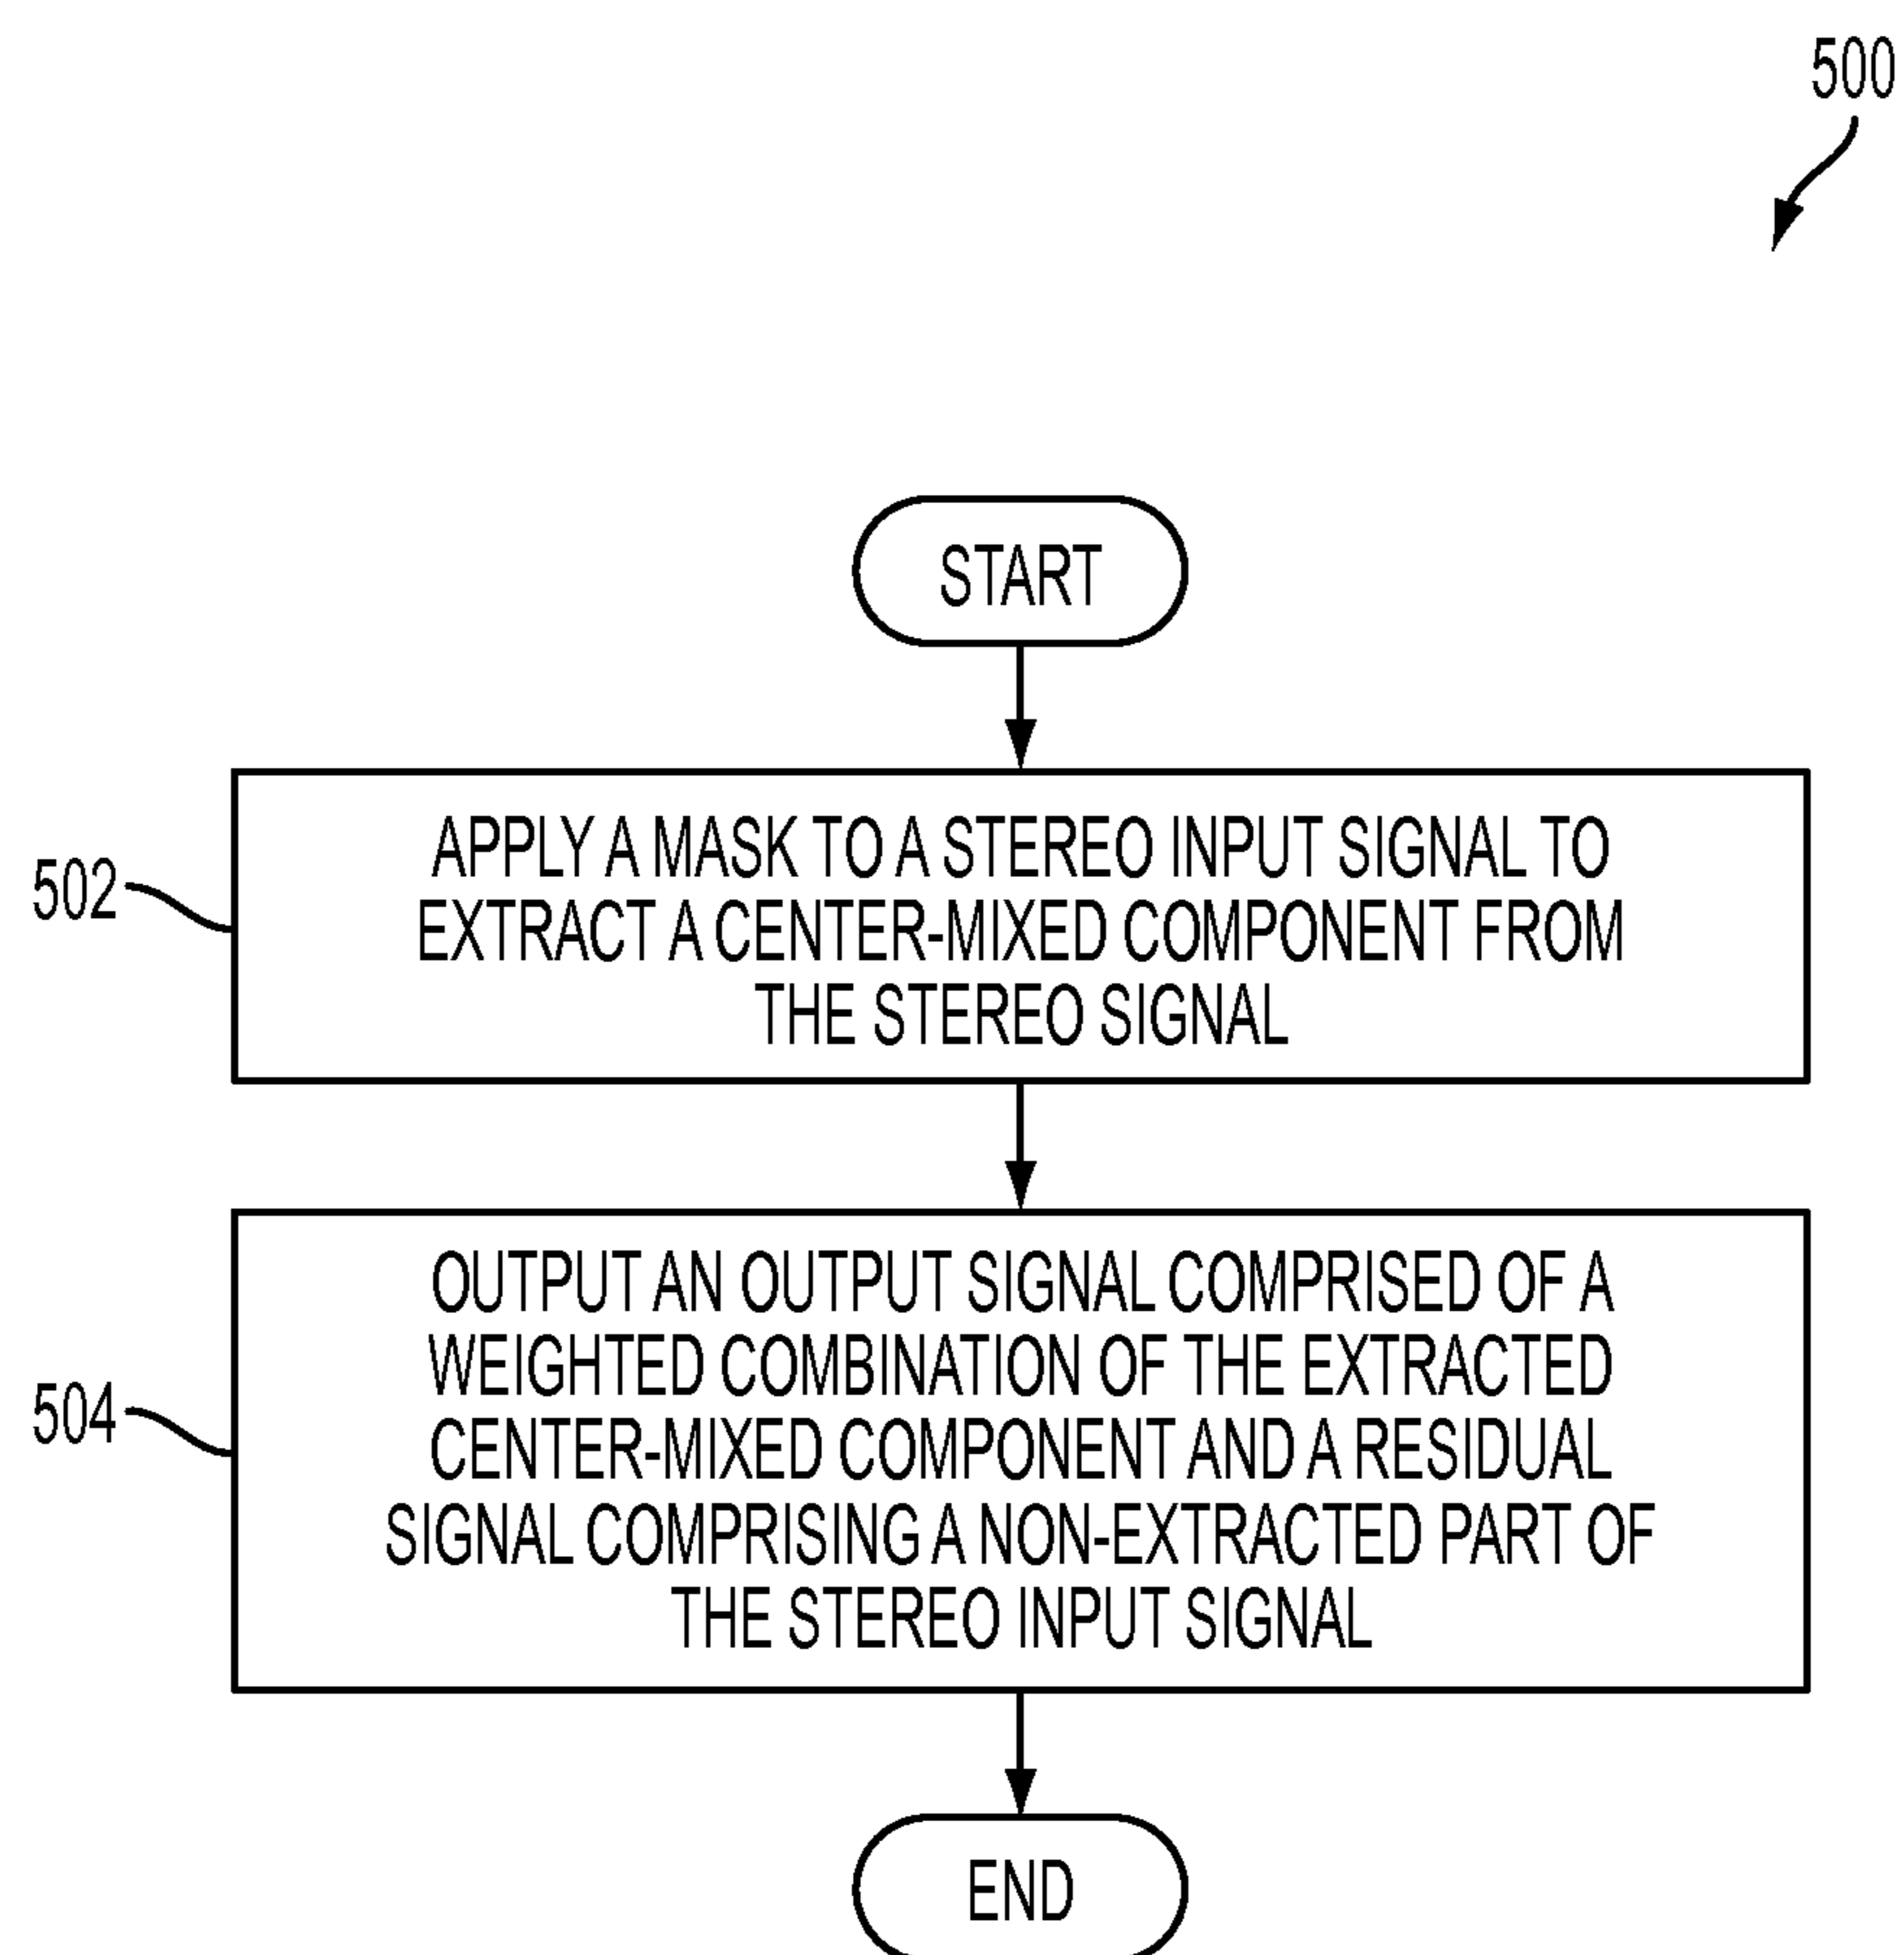 500
START
502
APPLY A MASK TO A STEREO INPUT SIGNAL TO
EXTRACT A CENTER-MIXED COMPONENT FROM
THE STEREO SIGNAL
504
OUTPUT AN OUTPUT SIGNAL COMPRISED OF A
WEIGHTED COMBINATION OF THE EXTRACTED
CENTER-MIXED COMPONENT AND A RESIDUAL
SIGNAL COMPRISING A NON-EXTRACTED PART OF
THE STEREO INPUT SIGNAL
END